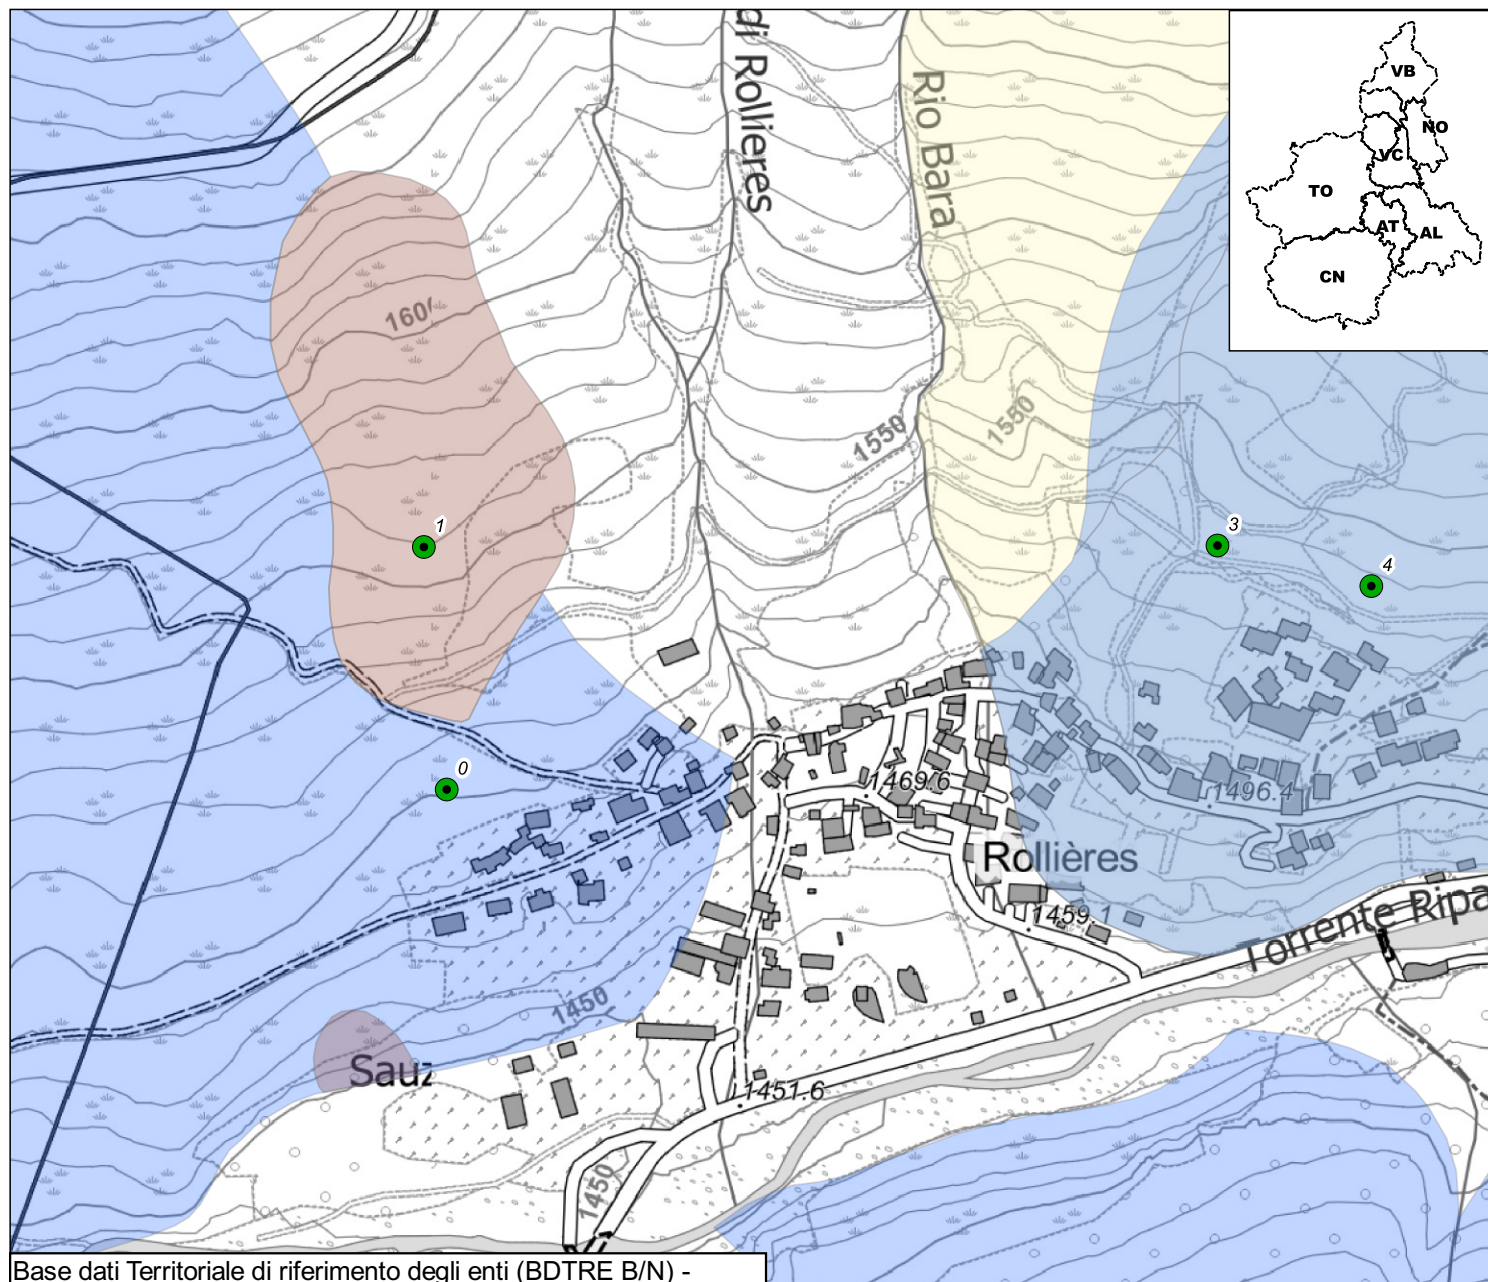 di Rollieres
Rio Bara
VB
NO
VC
TO
AT
AL
CN
160
1550
1550
1
3
4
0
1469.6
1496.4
Rollières
1459.1
Torrente Ripa
1450
Sauz
1451.6
1450
Base dati Territoriale di riferimento degli enti (BDTRE B/N) -